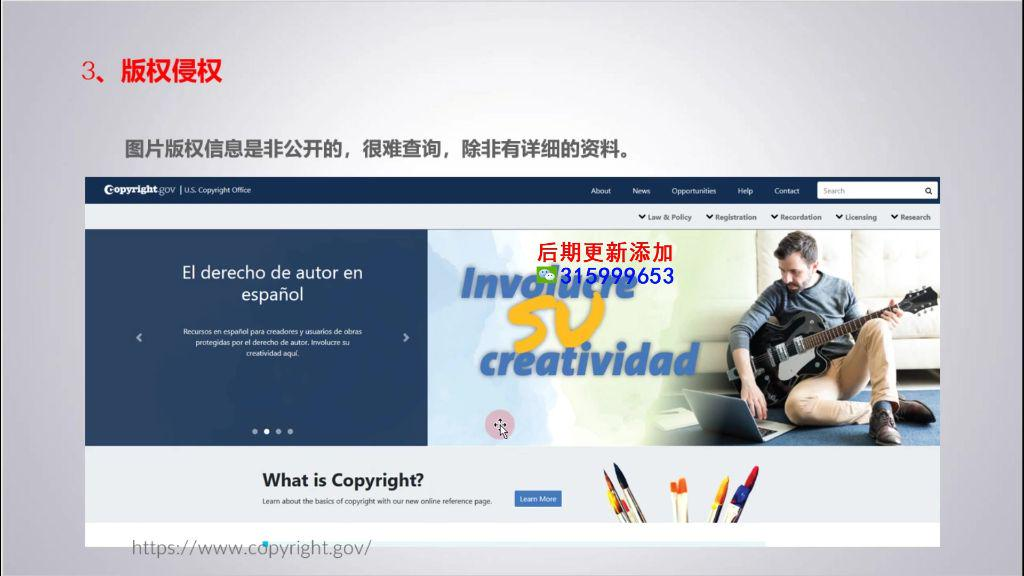 3、版权侵权
图片版权信息是非公开的，很难查询，除非有详细的资料。
Copyright.gov | U.S. Copyright Office
About News Opportunities Help Contact Search
Law & Policy Registration Recordation Licensing Research
El derecho de autor en
español
Recursos en español para creadores y usuarios de obras
protegidas por el derecho de autor. Involucre su
creatividad aquí.
后期更新添加
315999653
Involucre
su
creatividad
What is Copyright?
Learn about the basics of copyright with our new online reference page.
Learn More
https://www.copyright.gov/